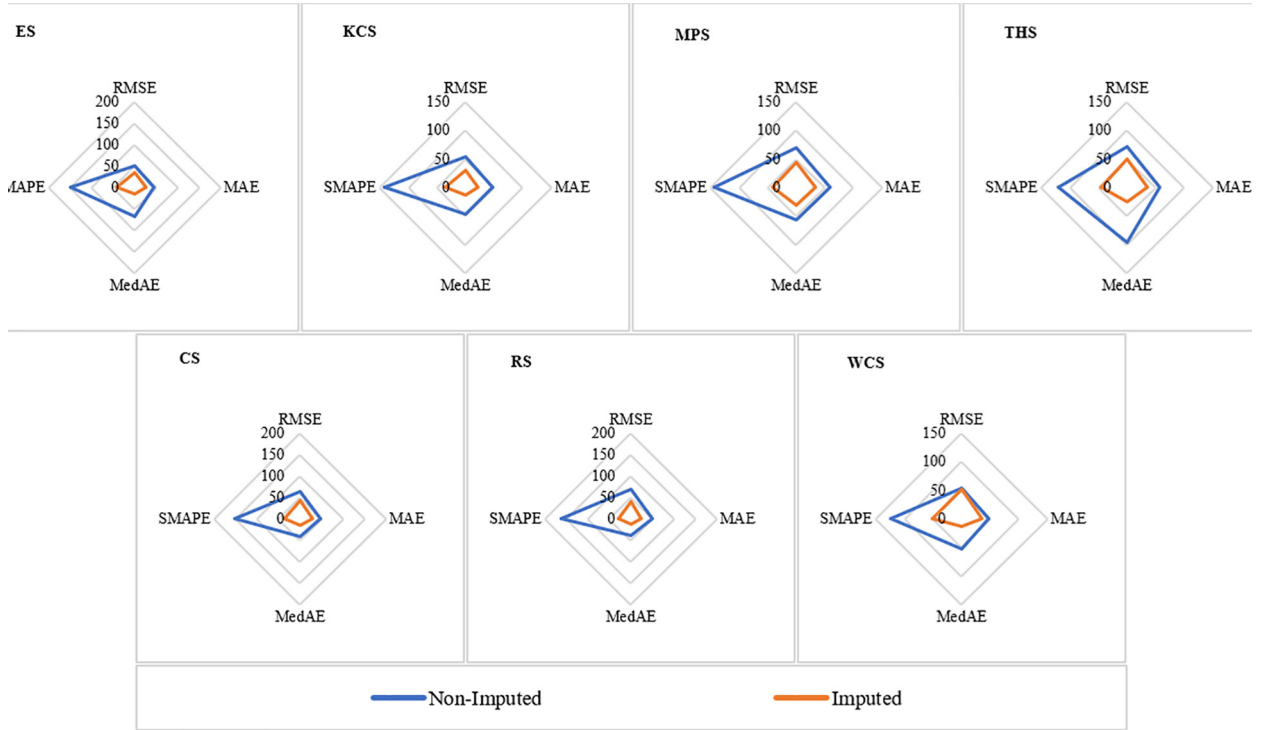 ES
RMSE
200
150
100
50
0
MAPE
MAE
MedAE
KCS
RMSE
150
100
50
0
SMAPE
MAE
MedAE
MPS
RMSE
150
100
50
0
SMAPE
MAE
MedAE
THS
RMSE
150
100
50
0
SMAPE
MAE
MedAE
CS
RMSE
200
150
100
50
0
SMAPE
MAE
MedAE
RS
RMSE
200
150
100
50
0
SMAPE
MAE
MedAE
WCS
RMSE
150
100
50
0
SMAPE
MAE
MedAE
Non-Imputed
Imputed